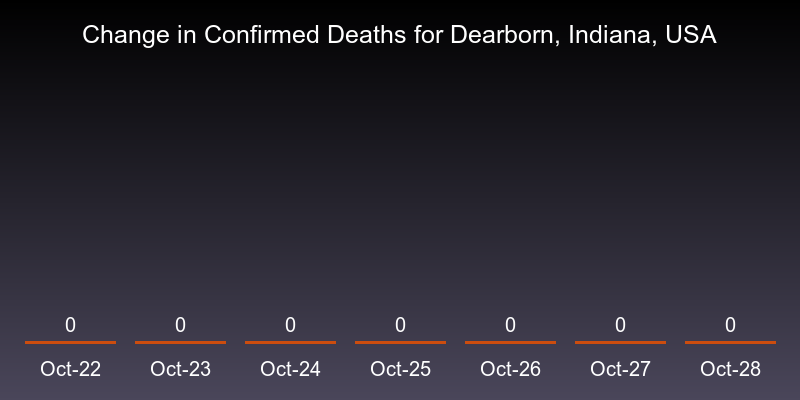 Change in Confirmed Deaths for Dearborn, Indiana, USA
0 0 0 0 0 0 0
Oct-22 Oct-23 Oct-24 Oct-25 Oct-26 Oct-27 Oct-28